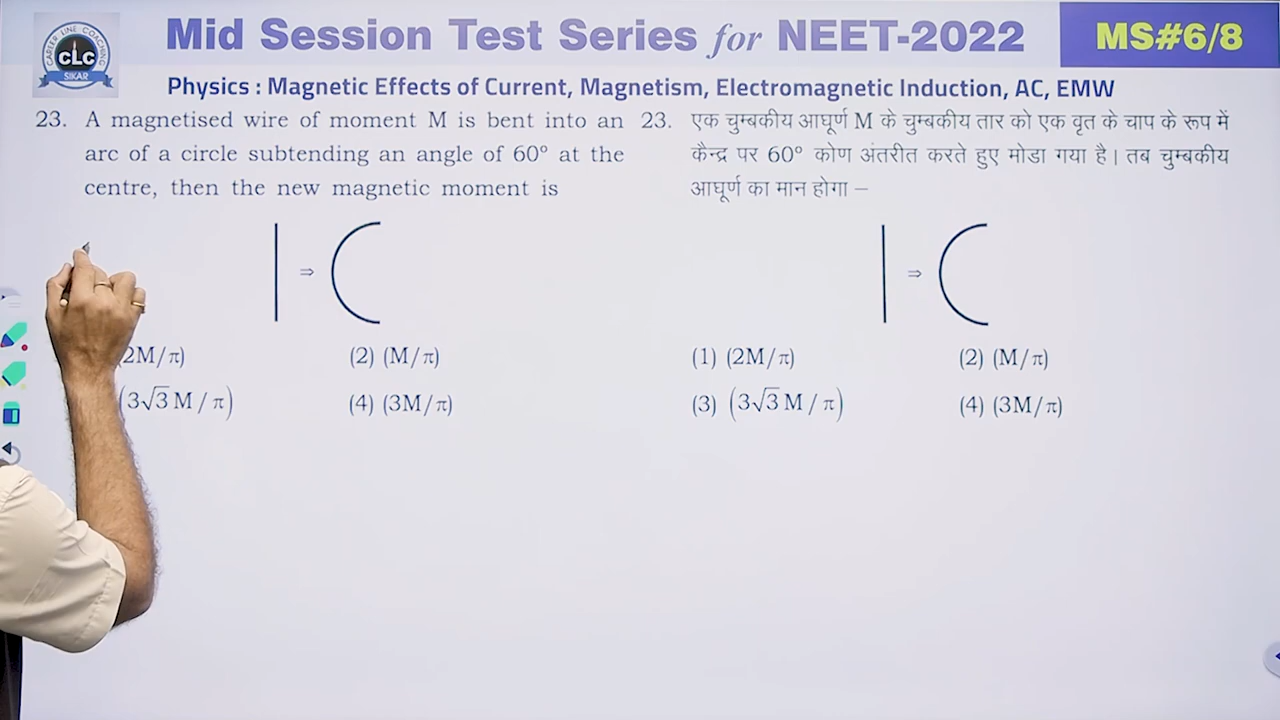 CAREER LINE COACHING
CLC
SIKAR
Mid Session Test Series for NEET-2022
MS#6/8
Physics : Magnetic Effects of Current, Magnetism, Electromagnetic Induction, AC, EMW
23. A magnetised wire of moment M is bent into an
arc of a circle subtending an angle of 60° at the
centre, then the new magnetic moment is
⇒
2M/π)
(2) (M/π)
(3√3 M / π)
(4) (3M/π)
23. एक चुम्बकीय आघूर्ण M के चुम्बकीय तार को एक वृत के चाप के रूप में
कैन्द्र पर 60° कोण अंतरीत करते हुए मोडा गया है। तब चुम्बकीय
आघूर्ण का मान होगा –
⇒
(1) (2M/π)
(2) (M/π)
(3) (3√3 M / π)
(4) (3M/π)